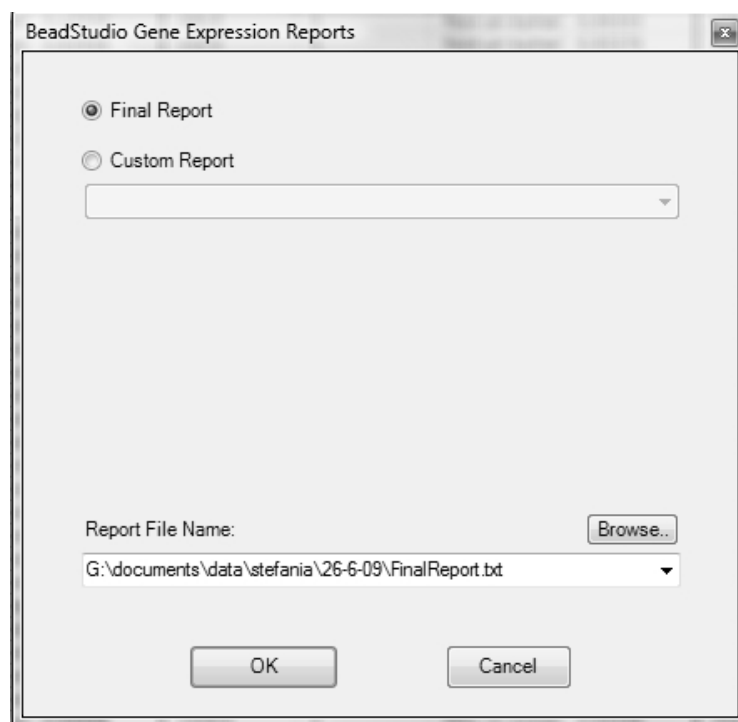 BeadStudio Gene Expression Reports
Final Report
Custom Report
Report File Name:
Browse..
G:\documents\data\stefania\26-6-09\FinalReport.txt
OK
Cancel